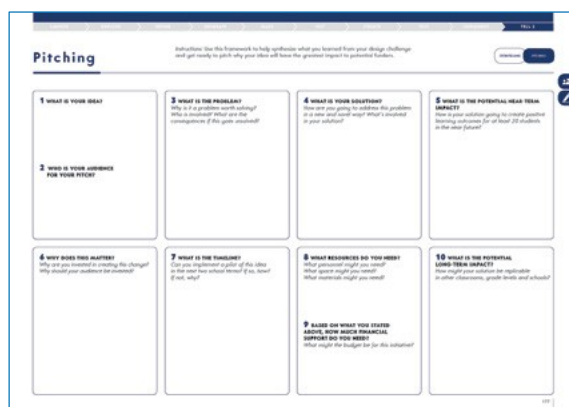 Pitching
Instructions: Use this framework to help synthesize what you learned from your design challenge
and get ready to pitch why your idea will have the greatest impact to potential funders.
1 WHAT IS YOUR IDEA?
2 WHO IS YOUR AUDIENCE
FOR YOUR PITCH?
3 WHAT IS THE PROBLEM?
Why is it a problem worth solving?
Who is involved? What are the
consequences if this goes unsolved?
4 WHAT IS YOUR SOLUTION?
How are you going to address this problem
in a new and novel way? What's involved
in your solution?
5 WHAT IS THE POTENTIAL NEAR-TERM
IMPACT?
How is your solution going to create positive
learning outcomes for at least 20 students
in the near future?
6 WHY DOES THIS MATTER?
Why are you invested in creating this change?
Why should your audience be invested?
7 WHAT IS THE TIMELINE?
Can you implement a pilot of this idea
in the next two school terms? If so, how?
If not, why?
8 WHAT RESOURCES DO YOU NEED?
What personnel might you need?
What space might you need?
What materials might you need?
9 BASED ON WHAT YOU STATED
ABOVE, HOW MUCH FINANCIAL
SUPPORT DO YOU NEED?
What might the budget be for this initiative?
10 WHAT IS THE POTENTIAL
LONG-TERM IMPACT?
How might your solution be replicable
in other classrooms, grade levels and schools?